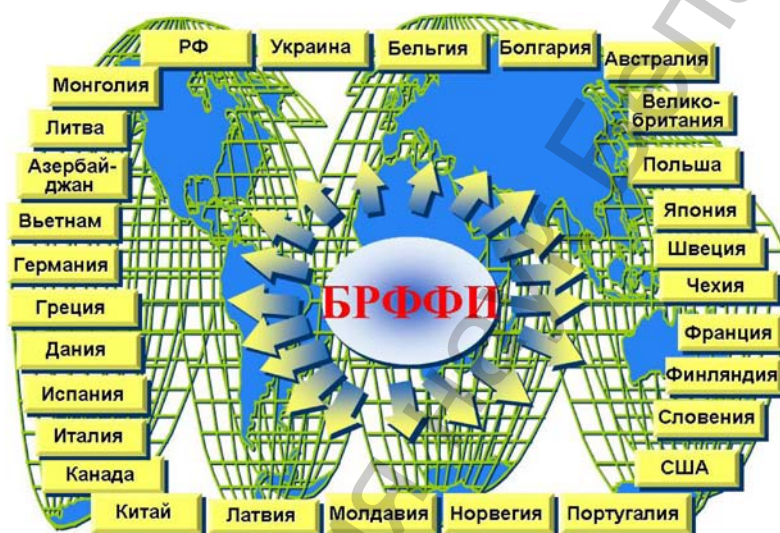 РФ
Украина
Бельгия
Болгария
Австралия
Монголия
Велико-
британия
Литва
Польша
Азербай-
джан
Япония
Вьетнам
Швеция
Германия
Чехия
Греция
БРФФИ
Франция
Дания
Финляндия
Испания
Словения
Италия
США
Канада
Китай
Латвия
Молдавия
Норвегия
Португалия